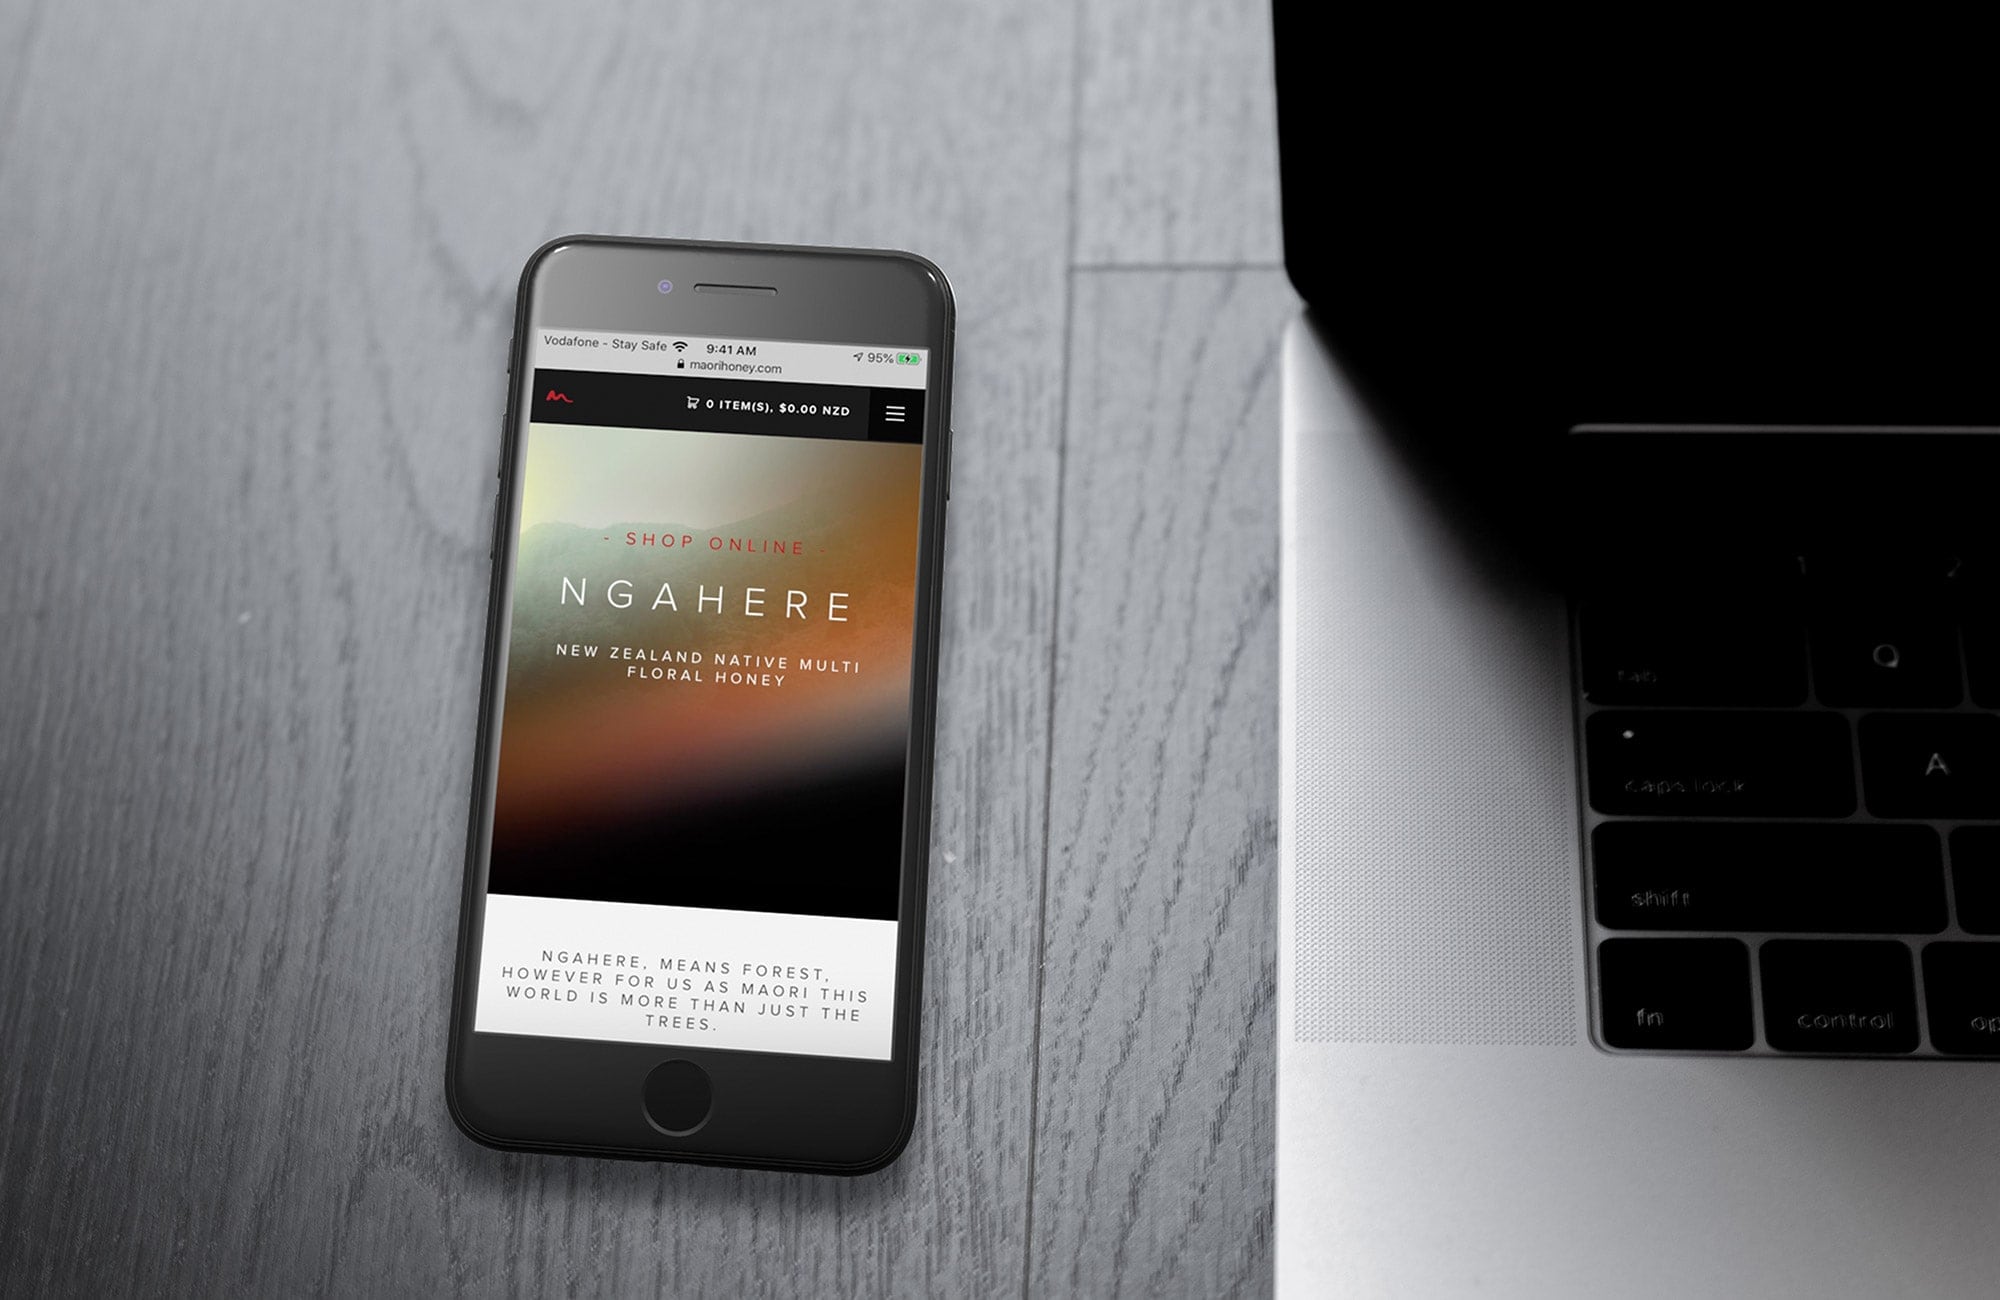 Vodafone - Stay Safe 9:41 AM 95%
maorihoney.com
0 ITEM(S), $0.00 NZD
- SHOP ONLINE -
NGAHERE
NEW ZEALAND NATIVE MULTI
FLORAL HONEY
NGAHERE, MEANS FOREST,
HOWEVER FOR US AS MAORI THIS
WORLD IS MORE THAN JUST THE
TREES.
1 2
tab Q
caps lock A
shift
fn control op